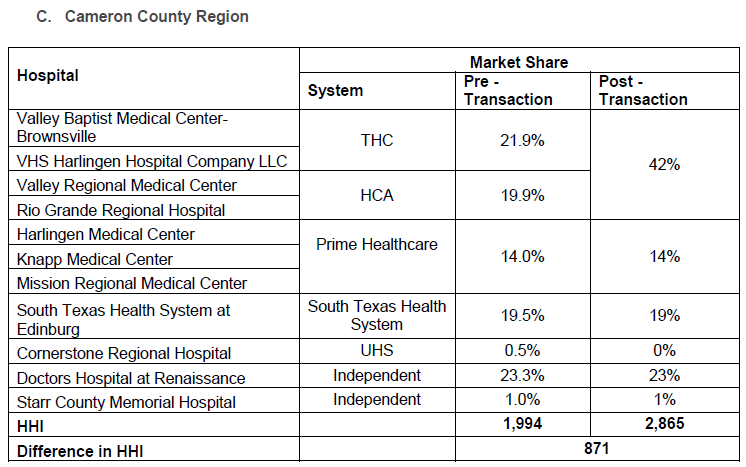 C. Cameron County Region
Hospital
Market Share
System
Pre -
Transaction
Post -
Transaction
Valley Baptist Medical Center-
Brownsville
THC
21.9%
42%
VHS Harlingen Hospital Company LLC
Valley Regional Medical Center
HCA
19.9%
Rio Grande Regional Hospital
Harlingen Medical Center
Prime Healthcare
14.0%
14%
Knapp Medical Center
Mission Regional Medical Center
South Texas Health System at
Edinburg
South Texas Health
System
19.5%
19%
Cornerstone Regional Hospital
UHS
0.5%
0%
Doctors Hospital at Renaissance
Independent
23.3%
23%
Starr County Memorial Hospital
Independent
1.0%
1%
HHI
1,994
2,865
Difference in HHI
871